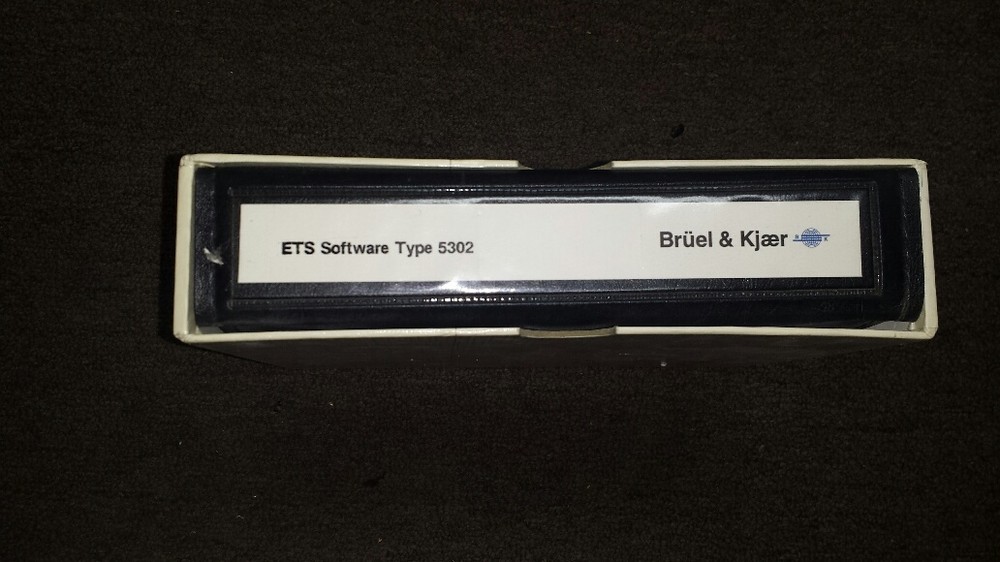 ETS Software Type 5302
Brüel & Kjær